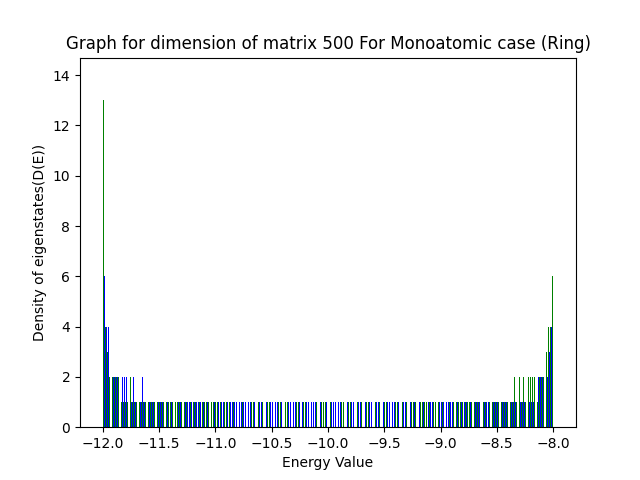 Graph for dimension of matrix 500 For Monoatomic case (Ring)
14
12
10
8
6
4
2
0
Density of eigenstates(D(E))
−12.0 −11.5 −11.0 −10.5 −10.0 −9.5 −9.0 −8.5 −8.0
Energy Value